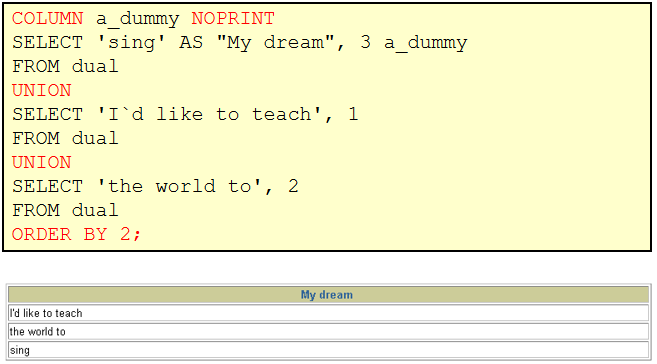 COLUMN a_dummy NOPRINT
SELECT 'sing' AS "My dream", 3 a_dummy
FROM dual
UNION
SELECT 'I`d like to teach', 1
FROM dual
UNION
SELECT 'the world to', 2
FROM dual
ORDER BY 2;
My dream
I'd like to teach
the world to
sing